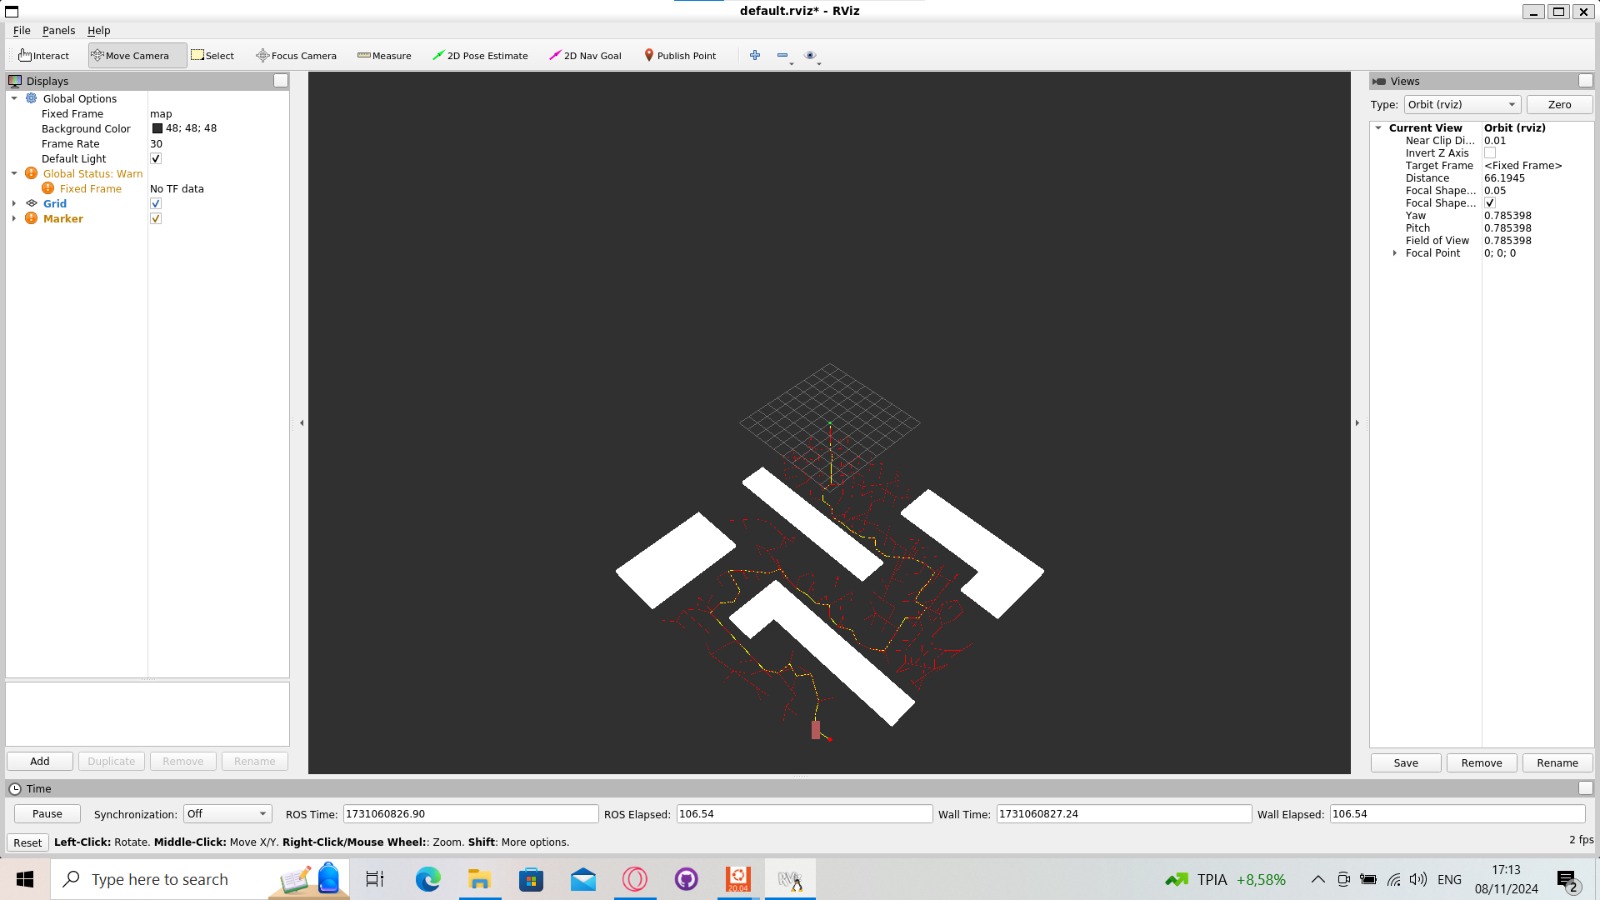 default.rviz* - RViz
File Panels Help
Interact Move Camera Select Focus Camera Measure 2D Pose Estimate 2D Nav Goal Publish Point
Displays
Global Options
Fixed Frame map
Background Color 48; 48; 48
Frame Rate 30
Default Light
Global Status: Warn
Fixed Frame No TF data
Grid
Marker
Add Duplicate Remove Rename
Views
Type: Orbit (rviz) Zero
Current View Orbit (rviz)
Near Clip Di... 0.01
Invert Z Axis
Target Frame <Fixed Frame>
Distance 66.1945
Focal Shape... 0.05
Focal Shape...
Yaw 0.785398
Pitch 0.785398
Field of View 0.785398
Focal Point 0; 0; 0
Save Remove Rename
Time
Pause Synchronization: Off ROS Time: 1731060826.90 ROS Elapsed: 106.54 Wall Time: 1731060827.24 Wall Elapsed: 106.54
Reset Left-Click: Rotate. Middle-Click: Move X/Y. Right-Click/Mouse Wheel:: Zoom. Shift: More options. 2 fps
Type here to search 20.04 TPIA +8,58% ENG 17:13
08/11/2024 2